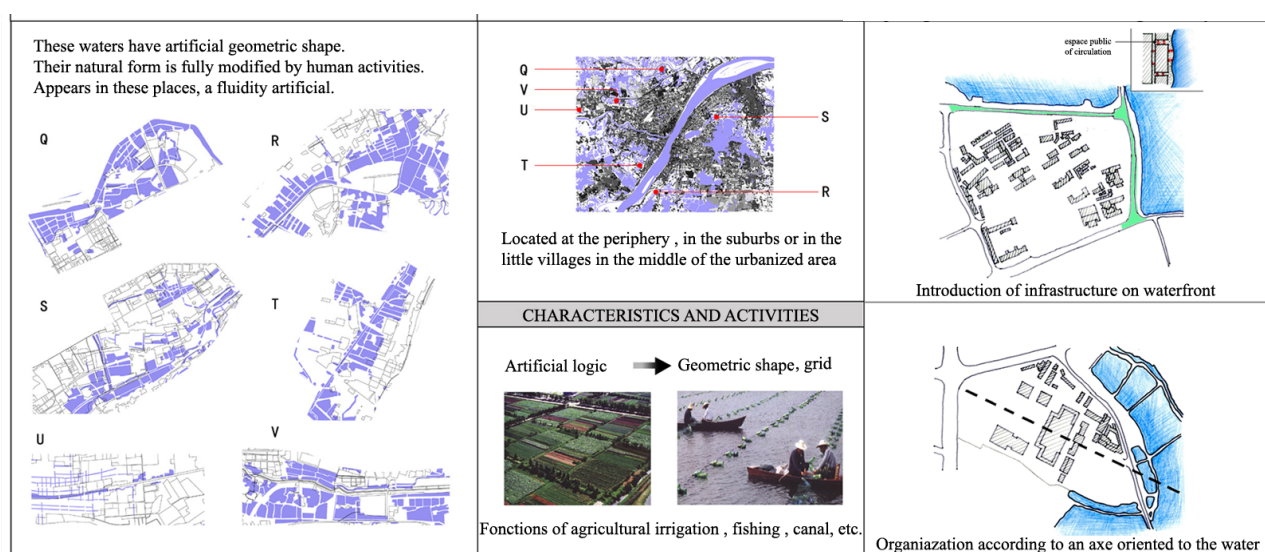 These waters have artificial geometric shape.
Their natural form is fully modified by human activities.
Appears in these places, a fluidity artificial.
Q
R
S
T
U
V
Q
V
U
T
S
R
Located at the periphery , in the suburbs or in the
little villages in the middle of the urbanized area
CHARACTERISTICS AND ACTIVITIES
Artificial logic
Geometric shape, grid
Fonctions of agricultural irrigation , fishing , canal, etc.
espace public
of circulation
Introduction of infrastructure on waterfront
Organiazation according to an axe oriented to the water